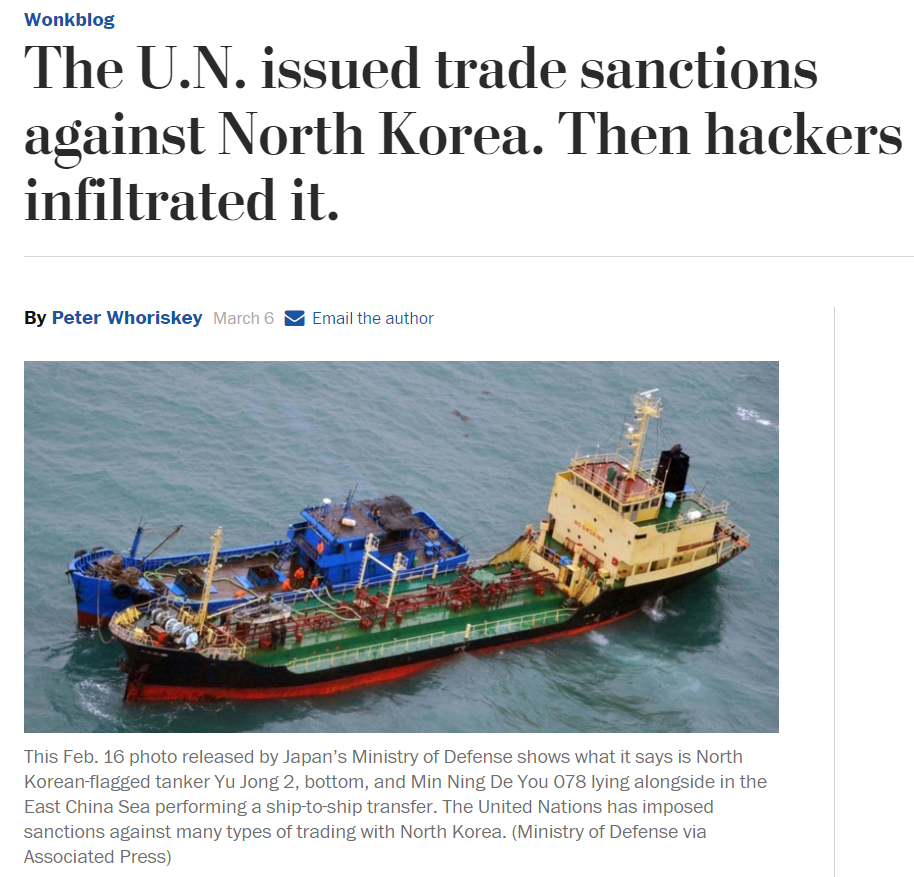 Wonkblog
The U.N. issued trade sanctions
against North Korea. Then hackers
infiltrated it.
By Peter Whoriskey March 6 Email the author
NO SMOKING
This Feb. 16 photo released by Japan’s Ministry of Defense shows what it says is North
Korean-flagged tanker Yu Jong 2, bottom, and Min Ning De You 078 lying alongside in the
East China Sea performing a ship-to-ship transfer. The United Nations has imposed
sanctions against many types of trading with North Korea. (Ministry of Defense via
Associated Press)